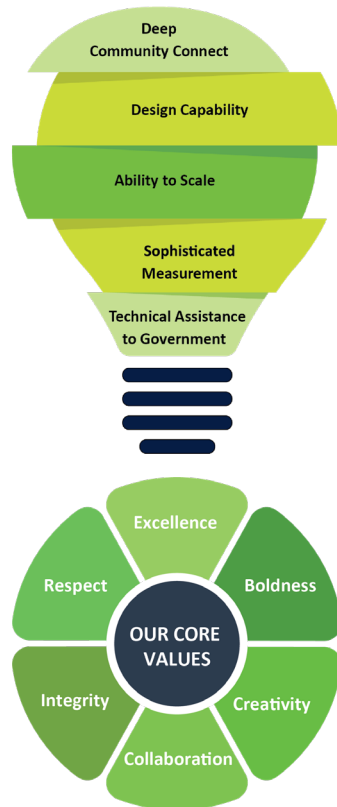 Deep
Community Connect
Design Capability
Ability to Scale
Sophisticated
Measurement
Technical Assistance
to Government
Excellence
Respect
Boldness
OUR CORE
VALUES
Integrity
Creativity
Collaboration